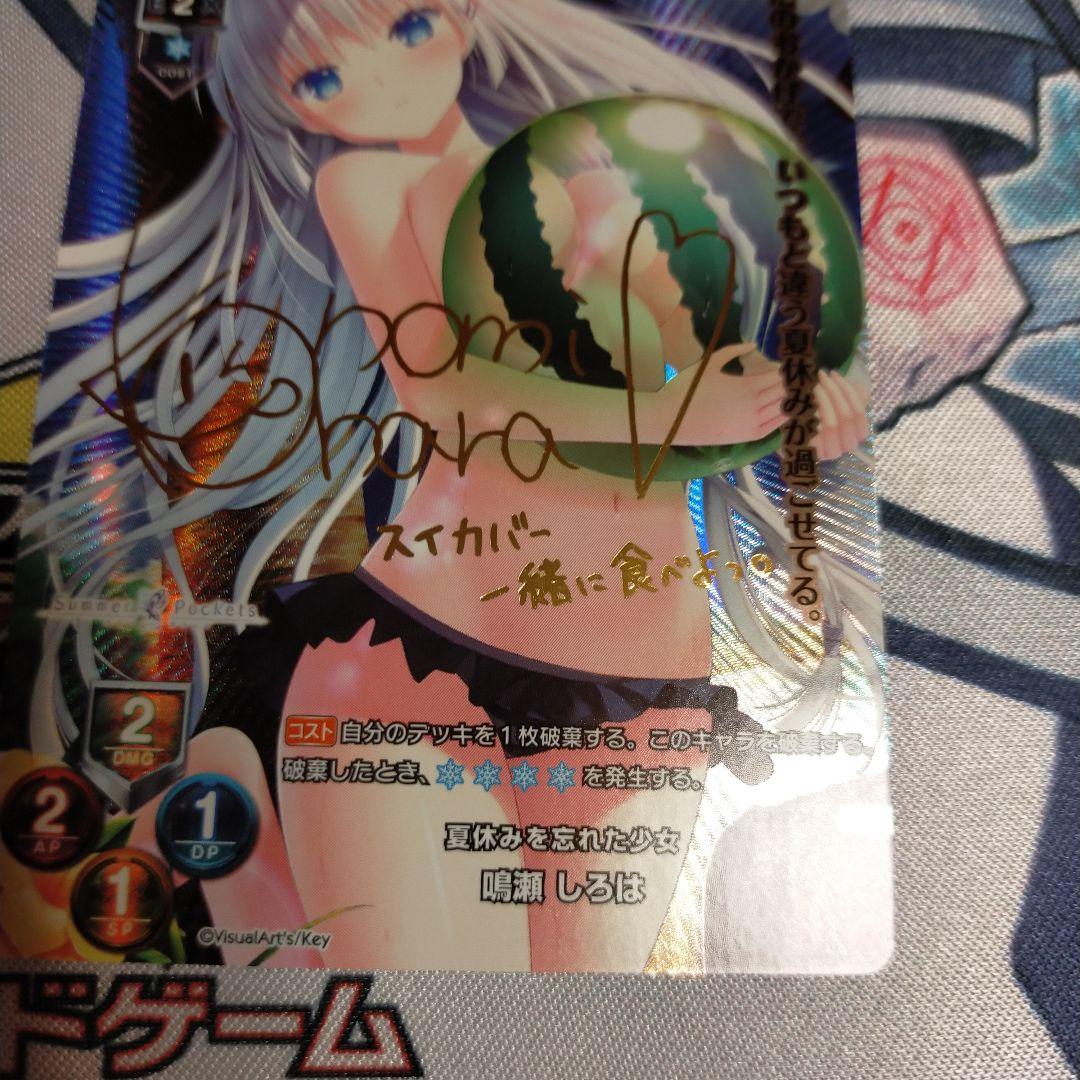 2
COST
いつもと違う夏休みが過ごせてる。
Konomi
Kohara
スイカバー
一緒に食べよっ。
Summer Pockets
2
DMG
コスト 自分のデッキを1枚破棄する。このキャラを破棄する。
破棄したとき、❄❄❄❄を発生する。
2
AP
1
DP
1
SP
夏休みを忘れた少女
鳴瀬 しろは
©VisualArt's/Key
ドゲーム